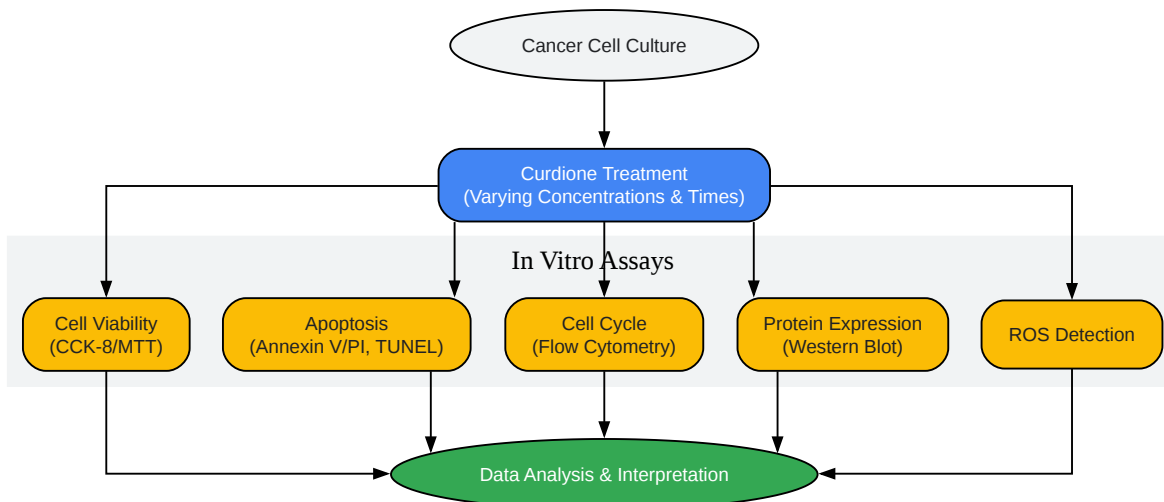 Cancer Cell Culture
Curdione Treatment
(Varying Concentrations & Times)
In Vitro Assays
Cell Viability
(CCK-8/MTT)
Apoptosis
(Annexin V/PI, TUNEL)
Cell Cycle
(Flow Cytometry)
Protein Expression
(Western Blot)
ROS Detection
Data Analysis & Interpretation